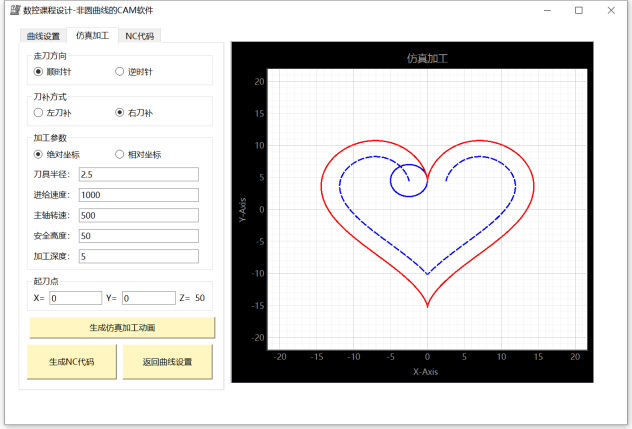 数控课程设计-非圆曲线的CAM软件
曲线设置 仿真加工 NC代码
走刀方向
顺时针 逆时针
刀补方式
左刀补 右刀补
加工参数
绝对坐标 相对坐标
刀具半径： 2.5
进给速度： 1000
主轴转速： 500
安全高度： 50
加工深度： 5
起刀点
X= 0 Y= 0 Z= 50
生成仿真加工动画
生成NC代码 返回曲线设置
仿真加工
20
15
10
5
0
-5
-10
-15
-20
Y-Axis
-20 -15 -10 -5 0 5 10 15 20
X-Axis